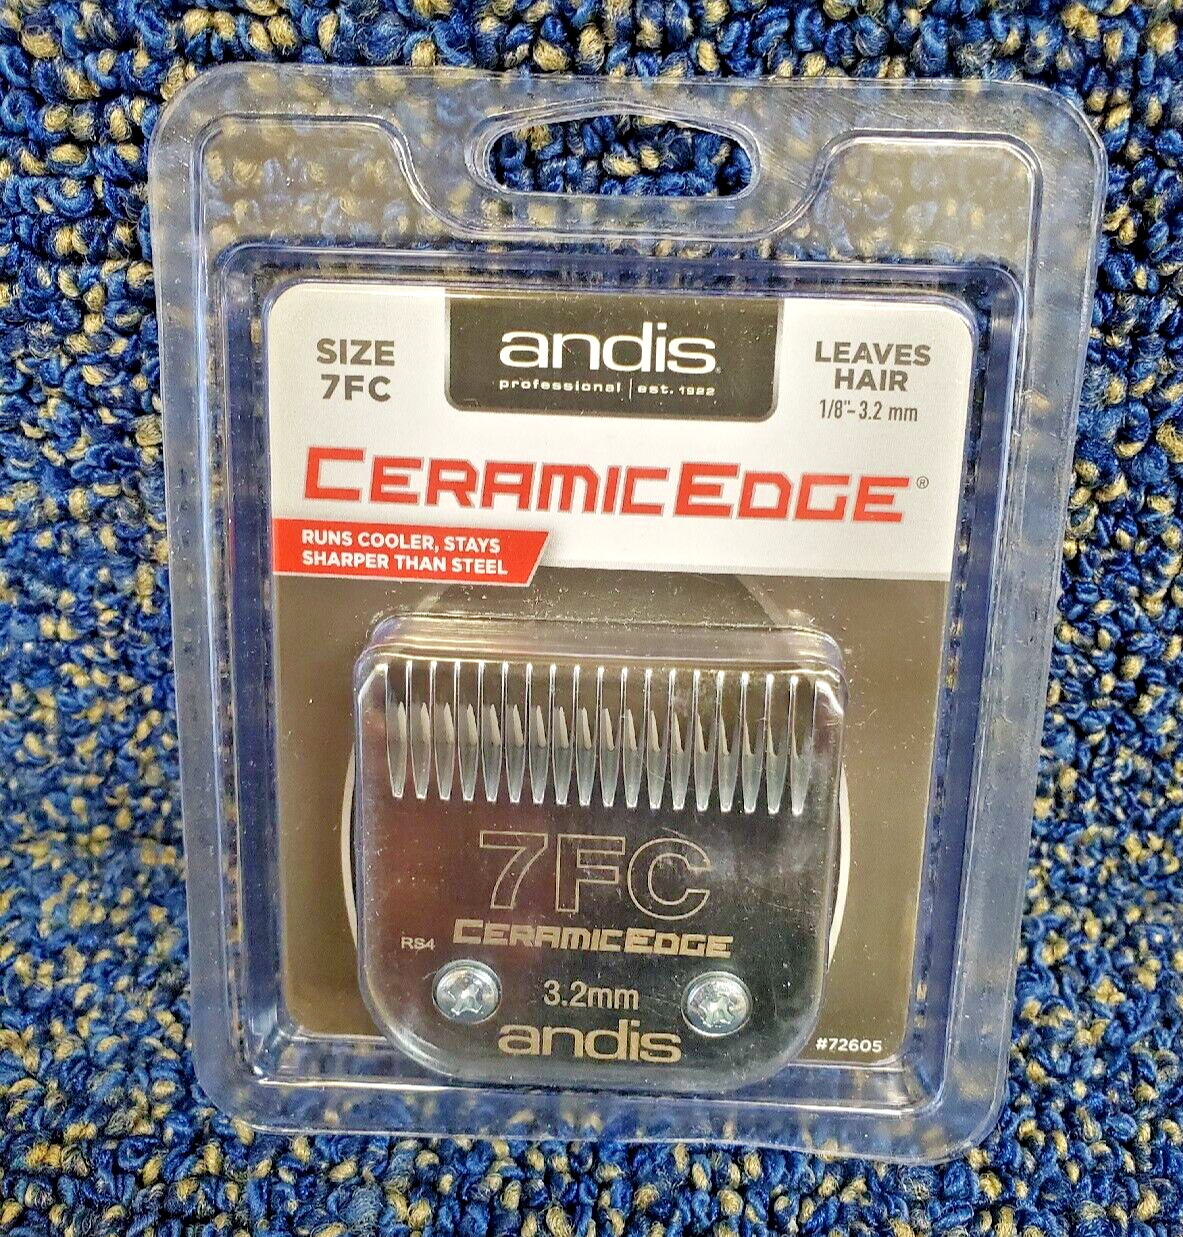 SIZE
7FC
andis
professional | est. 1922
LEAVES
HAIR
1/8"-3.2 mm
CERAMICEDGE®
RUNS COOLER, STAYS
SHARPER THAN STEEL
7FC
RS4 CERAMICEDGE
3.2mm
andis
#72605